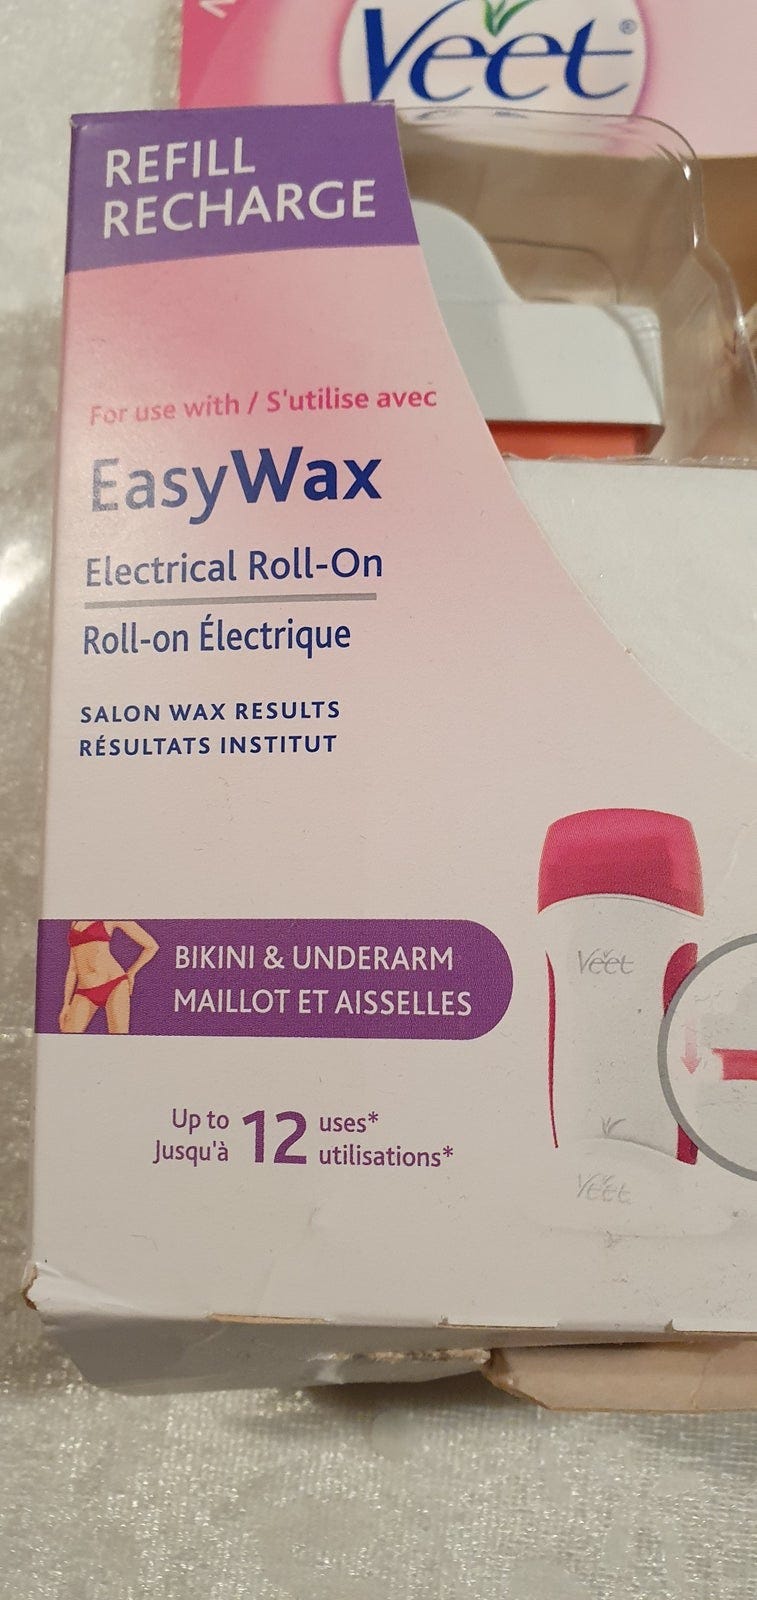 Veet®
REFILL
RECHARGE
For use with / S'utilise avec
EasyWax
Electrical Roll-On
Roll-on Électrique
SALON WAX RESULTS
RÉSULTATS INSTITUT
BIKINI & UNDERARM
MAILLOT ET AISSELLES
Up to 12 uses*
Jusqu'à utilisations*
Veet
Veet